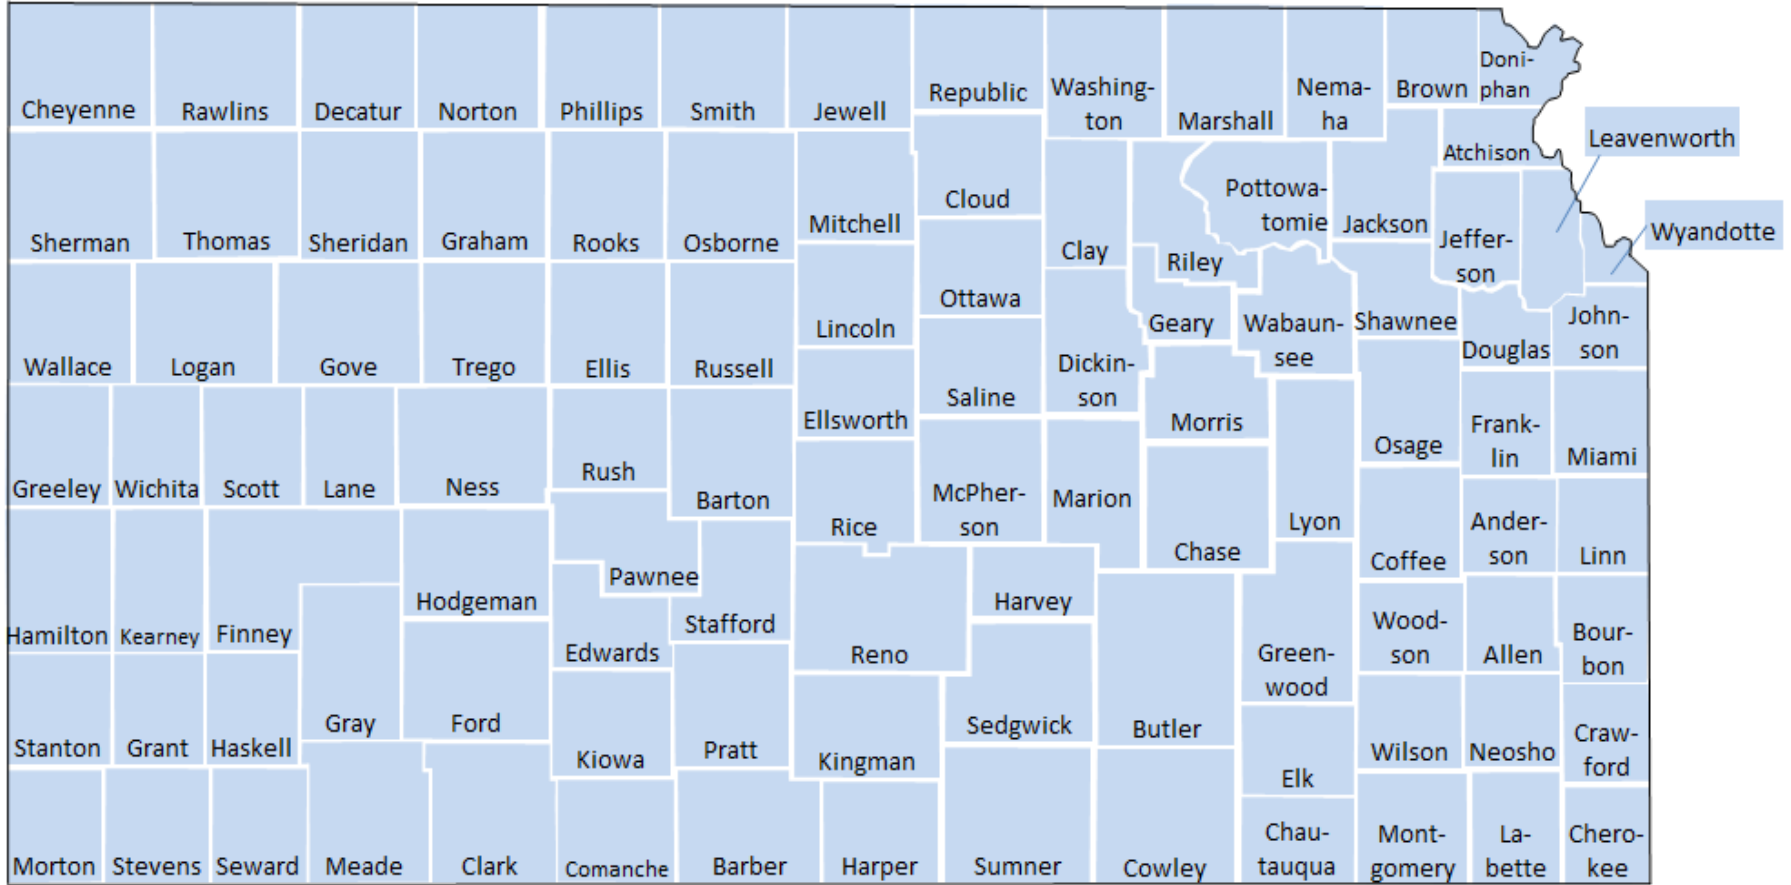 Cheyenne
Rawlins
Decatur
Norton
Phillips
Smith
Jewell
Republic
Washing-
ton
Marshall
Nema-
ha
Brown
Doni-
phan
Atchison
Leavenworth
Wyandotte
Sherman
Thomas
Sheridan
Graham
Rooks
Osborne
Mitchell
Cloud
Clay
Riley
Pottowa-
tomie
Jackson
Jeffer-
son
Wallace
Logan
Gove
Trego
Ellis
Russell
Lincoln
Ottawa
Saline
Dickin-
son
Geary
Wabaun-
see
Shawnee
Douglas
John-
son
Greeley
Wichita
Scott
Lane
Ness
Rush
Barton
Ellsworth
Rice
McPher-
son
Marion
Morris
Chase
Lyon
Osage
Frank-
lin
Miami
Coffee
Ander-
son
Linn
Hamilton
Kearney
Finney
Hodgeman
Pawnee
Edwards
Stafford
Reno
Harvey
Green-
wood
Wood-
son
Allen
Bour-
bon
Stanton
Grant
Haskell
Gray
Ford
Kiowa
Pratt
Kingman
Sedgwick
Butler
Elk
Wilson
Neosho
Craw-
ford
Morton
Stevens
Seward
Meade
Clark
Comanche
Barber
Harper
Sumner
Cowley
Chau-
tauqua
Mont-
gomery
La-
bette
Chero-
kee